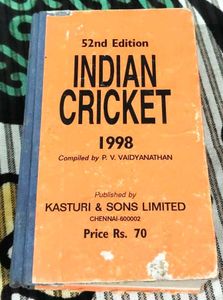 52nd Edition
INDIAN
CRICKET
1998
Compiled by P. V. VAIDYANATHAN
Published by
KASTURI & SONS LIMITED
CHENNAI-600002
Price Rs. 70